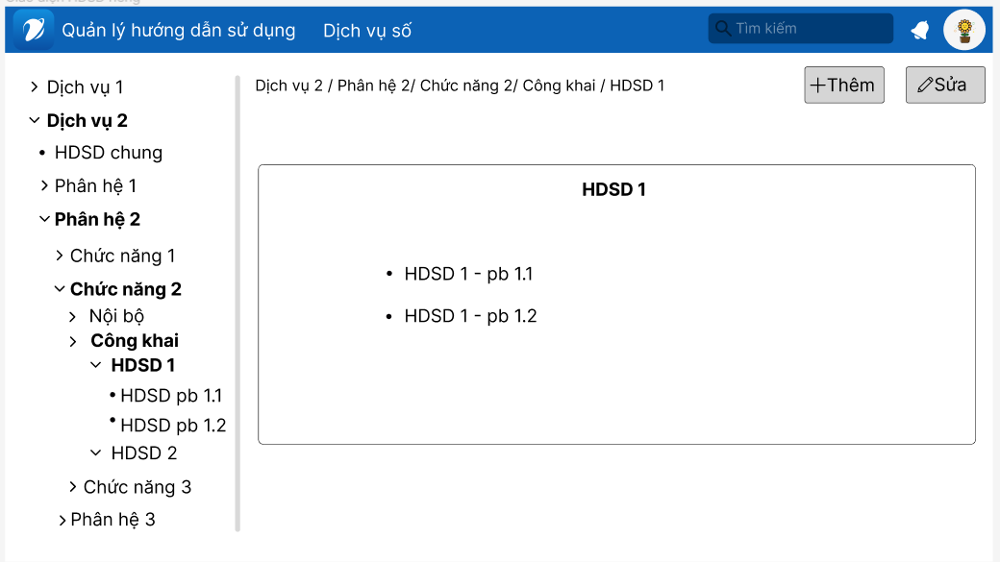 Quản lý hướng dẫn sử dụng
Dịch vụ số
Tìm kiếm
Dịch vụ 1
Dịch vụ 2
HDSD chung
Phân hệ 1
Phân hệ 2
Chức năng 1
Chức năng 2
Nội bộ
Công khai
HDSD 1
HDSD pb 1.1
HDSD pb 1.2
HDSD 2
Chức năng 3
Phân hệ 3
Dịch vụ 2 / Phân hệ 2/ Chức năng 2/ Công khai / HDSD 1
Thêm
Sửa
HDSD 1
HDSD 1 - pb 1.1
HDSD 1 - pb 1.2